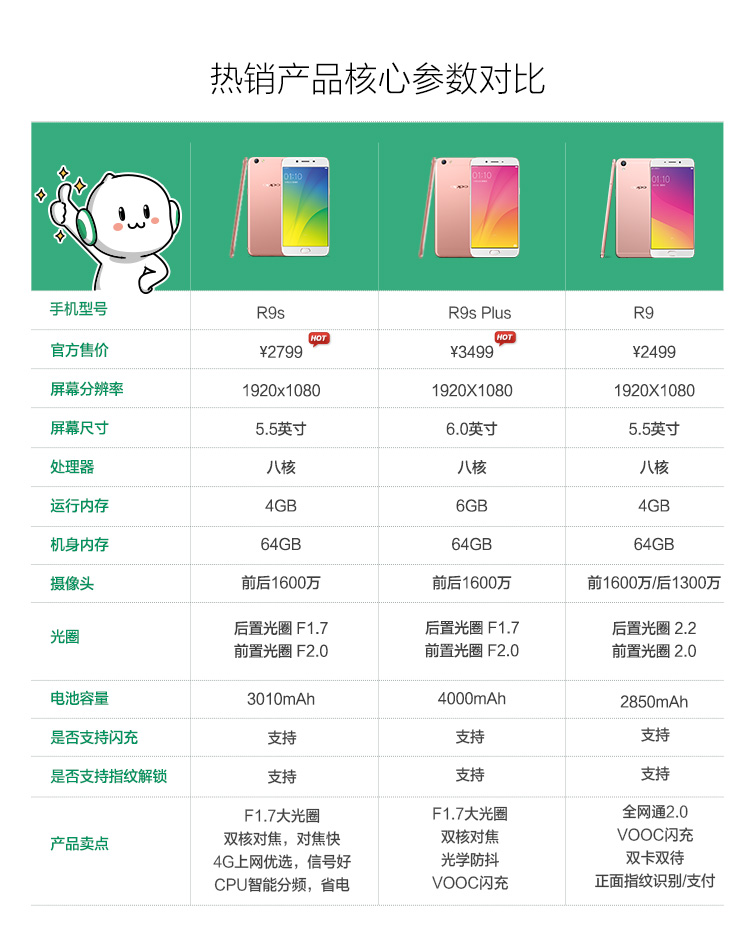 热销产品核心参数对比
01:10
oppo
01:10
oppo
01:10
手机型号 R9s R9s Plus R9
HOT HOT
官方售价 ¥2799 ¥3499 ¥2499
屏幕分辨率 1920x1080 1920X1080 1920X1080
屏幕尺寸 5.5英寸 6.0英寸 5.5英寸
处理器 八核 八核 八核
运行内存 4GB 6GB 4GB
机身内存 64GB 64GB 64GB
摄像头 前后1600万 前后1600万 前1600万/后1300万
光圈
后置光圈 F1.7 后置光圈 F1.7 后置光圈 2.2
前置光圈 F2.0 前置光圈 F2.0 前置光圈 2.0
电池容量 3010mAh 4000mAh 2850mAh
是否支持闪充 支持 支持 支持
是否支持指纹解锁 支持 支持 支持
产品卖点
F1.7大光圈
双核对焦，对焦快
4G上网优选，信号好
CPU智能分频，省电
F1.7大光圈
双核对焦
光学防抖
VOOC闪充
全网通2.0
VOOC闪充
双卡双待
正面指纹识别/支付